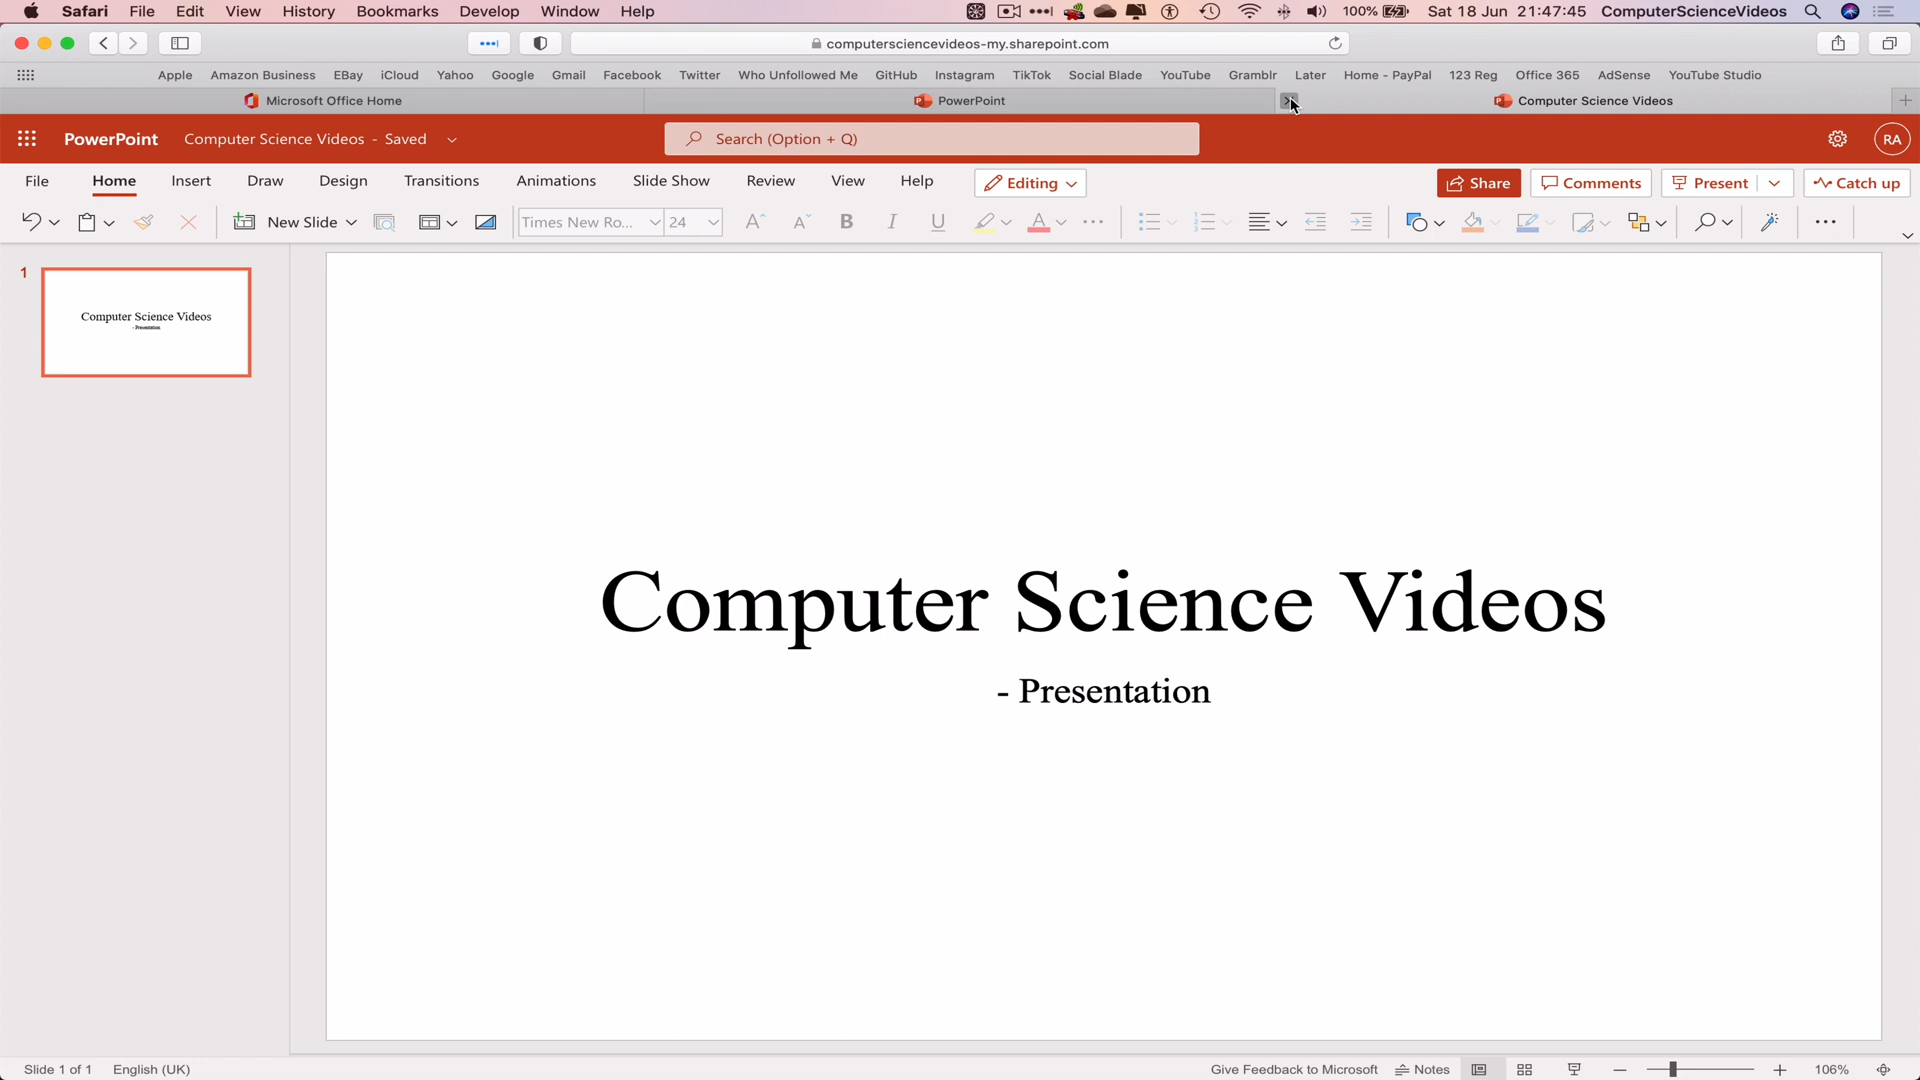 Safari File Edit View History Bookmarks Develop Window Help 100% Sat 18 Jun 21:47:45 ComputerScienceVideos
computersciencevideos-my.sharepoint.com
Apple Amazon Business EBay iCloud Yahoo Google Gmail Facebook Twitter Who Unfollowed Me GitHub Instagram TikTok Social Blade YouTube Gramblr Later Home - PayPal 123 Reg Office 365 AdSense YouTube Studio
Microsoft Office Home PowerPoint Computer Science Videos
PowerPoint Computer Science Videos - Saved Search (Option + Q) RA
File Home Insert Draw Design Transitions Animations Slide Show Review View Help Editing Share Comments Present Catch up
New Slide Times New Ro... 24 B I U A
1
Computer Science Videos
- Presentation
Computer Science Videos
- Presentation
Slide 1 of 1 English (UK) Give Feedback to Microsoft Notes 106%